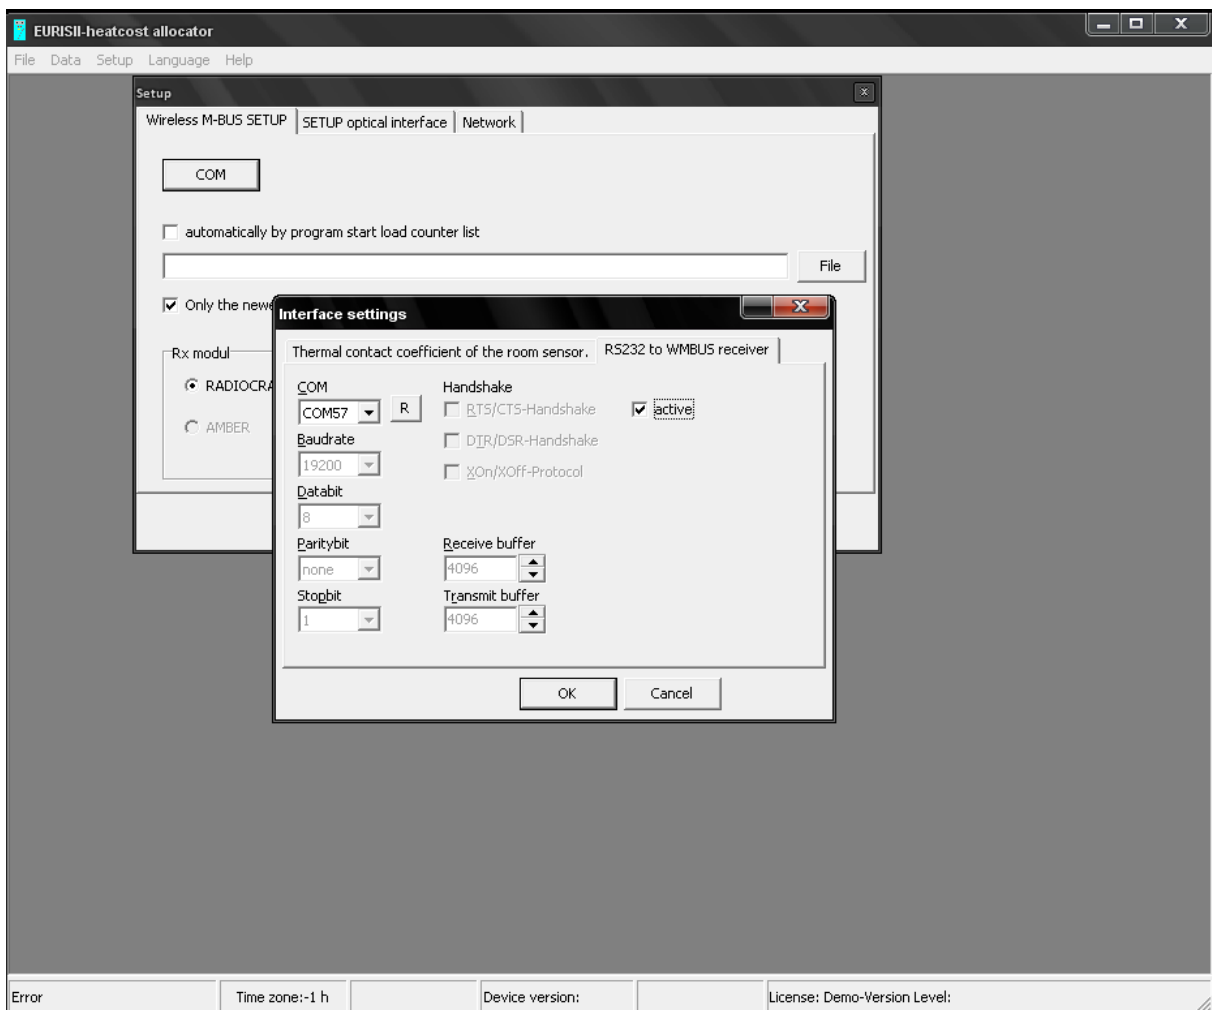 EURISII-heatcost allocator
File Data Setup Language Help
Setup
Wireless M-BUS SETUP SETUP optical interface Network
COM
automatically by program start load counter list
File
Only the newe
Interface settings
Rx modul
Thermal contact coefficient of the room sensor. RS232 to WMBUS receiver
RADIOCRA
AMBER
COM
Handshake
COM57 R RTS/CTS-Handshake active
Baudrate
DTR/DSR-Handshake
19200
XOn/XOff-Protocol
Databit
8
Paritybit Receive buffer
none 4096
Stopbit Transmit buffer
1 4096
OK Cancel
Error Time zone:-1 h Device version: License: Demo-Version Level: